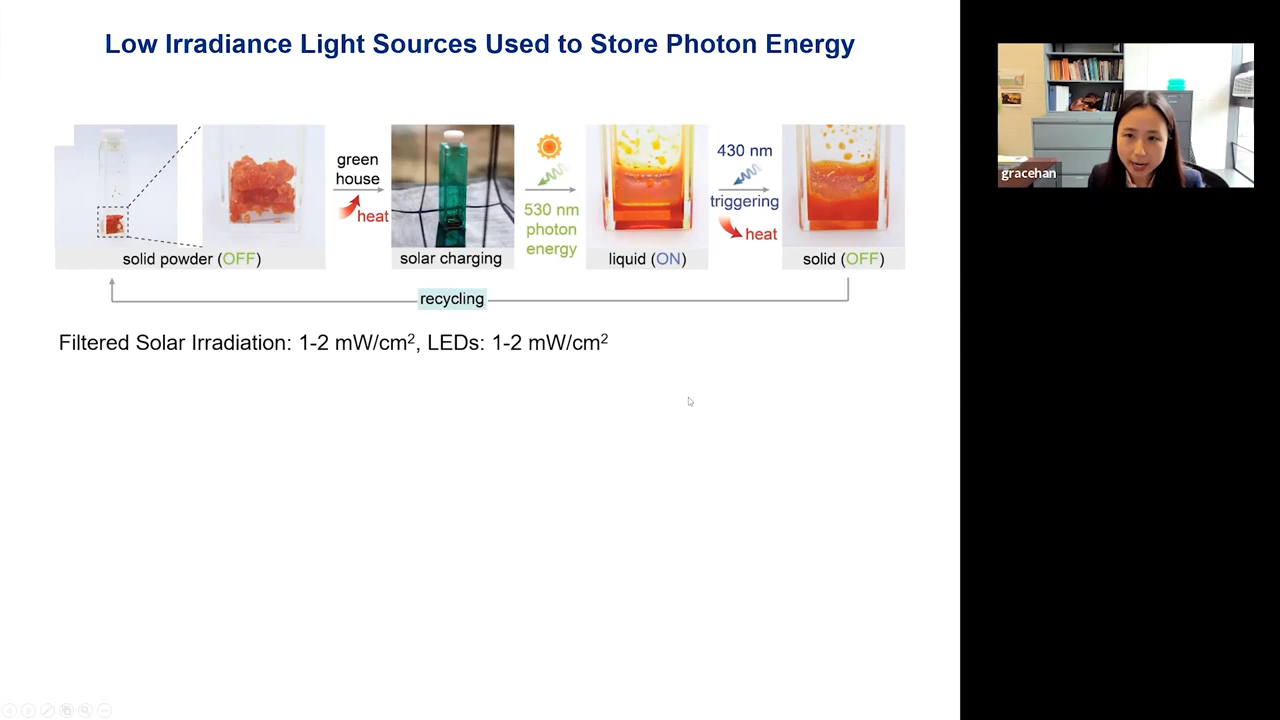 Low Irradiance Light Sources Used to Store Photon Energy
gracehan
green
house
heat
530 nm
photon
energy
430 nm
triggering
heat
solid powder (OFF)
solar charging
liquid (ON)
solid (OFF)
recycling
Filtered Solar Irradiation: 1-2 mW/cm², LEDs: 1-2 mW/cm²